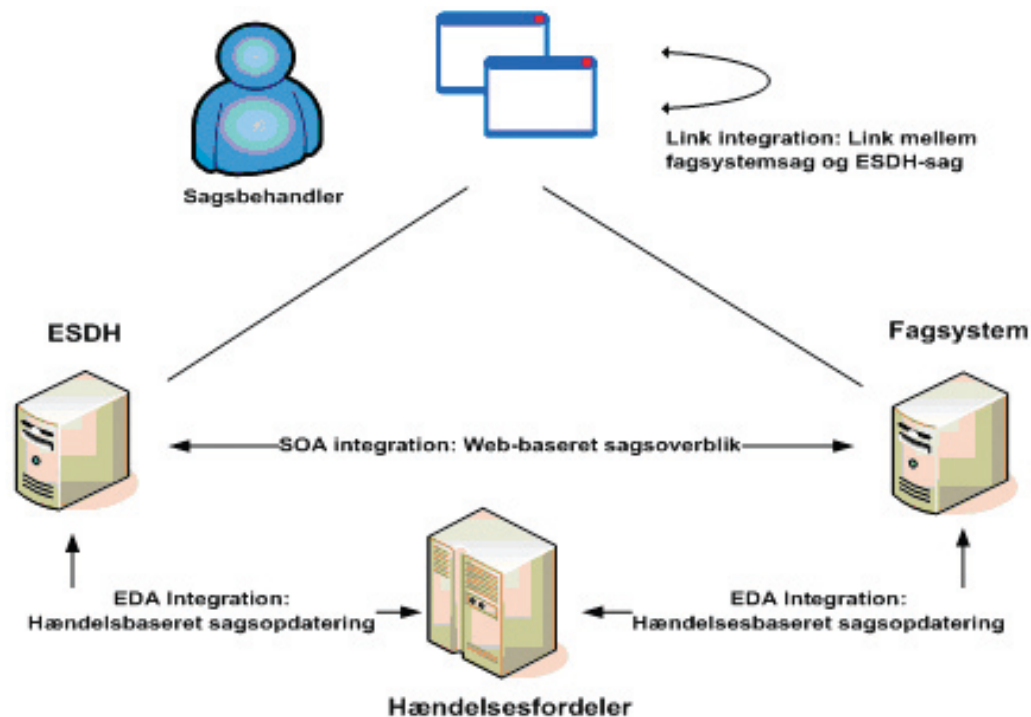 Link integration: Link mellem
fagsystemsag og ESDH-sag
Sagsbehandler
ESDH
Fagsystem
SOA integration: Web-baseret sagsoverblik
EDA Integration:
Hændelsbaseret sagsopdatering
EDA Integration:
Hændelsesbaseret sagsopdatering
Hændelsesfordeler